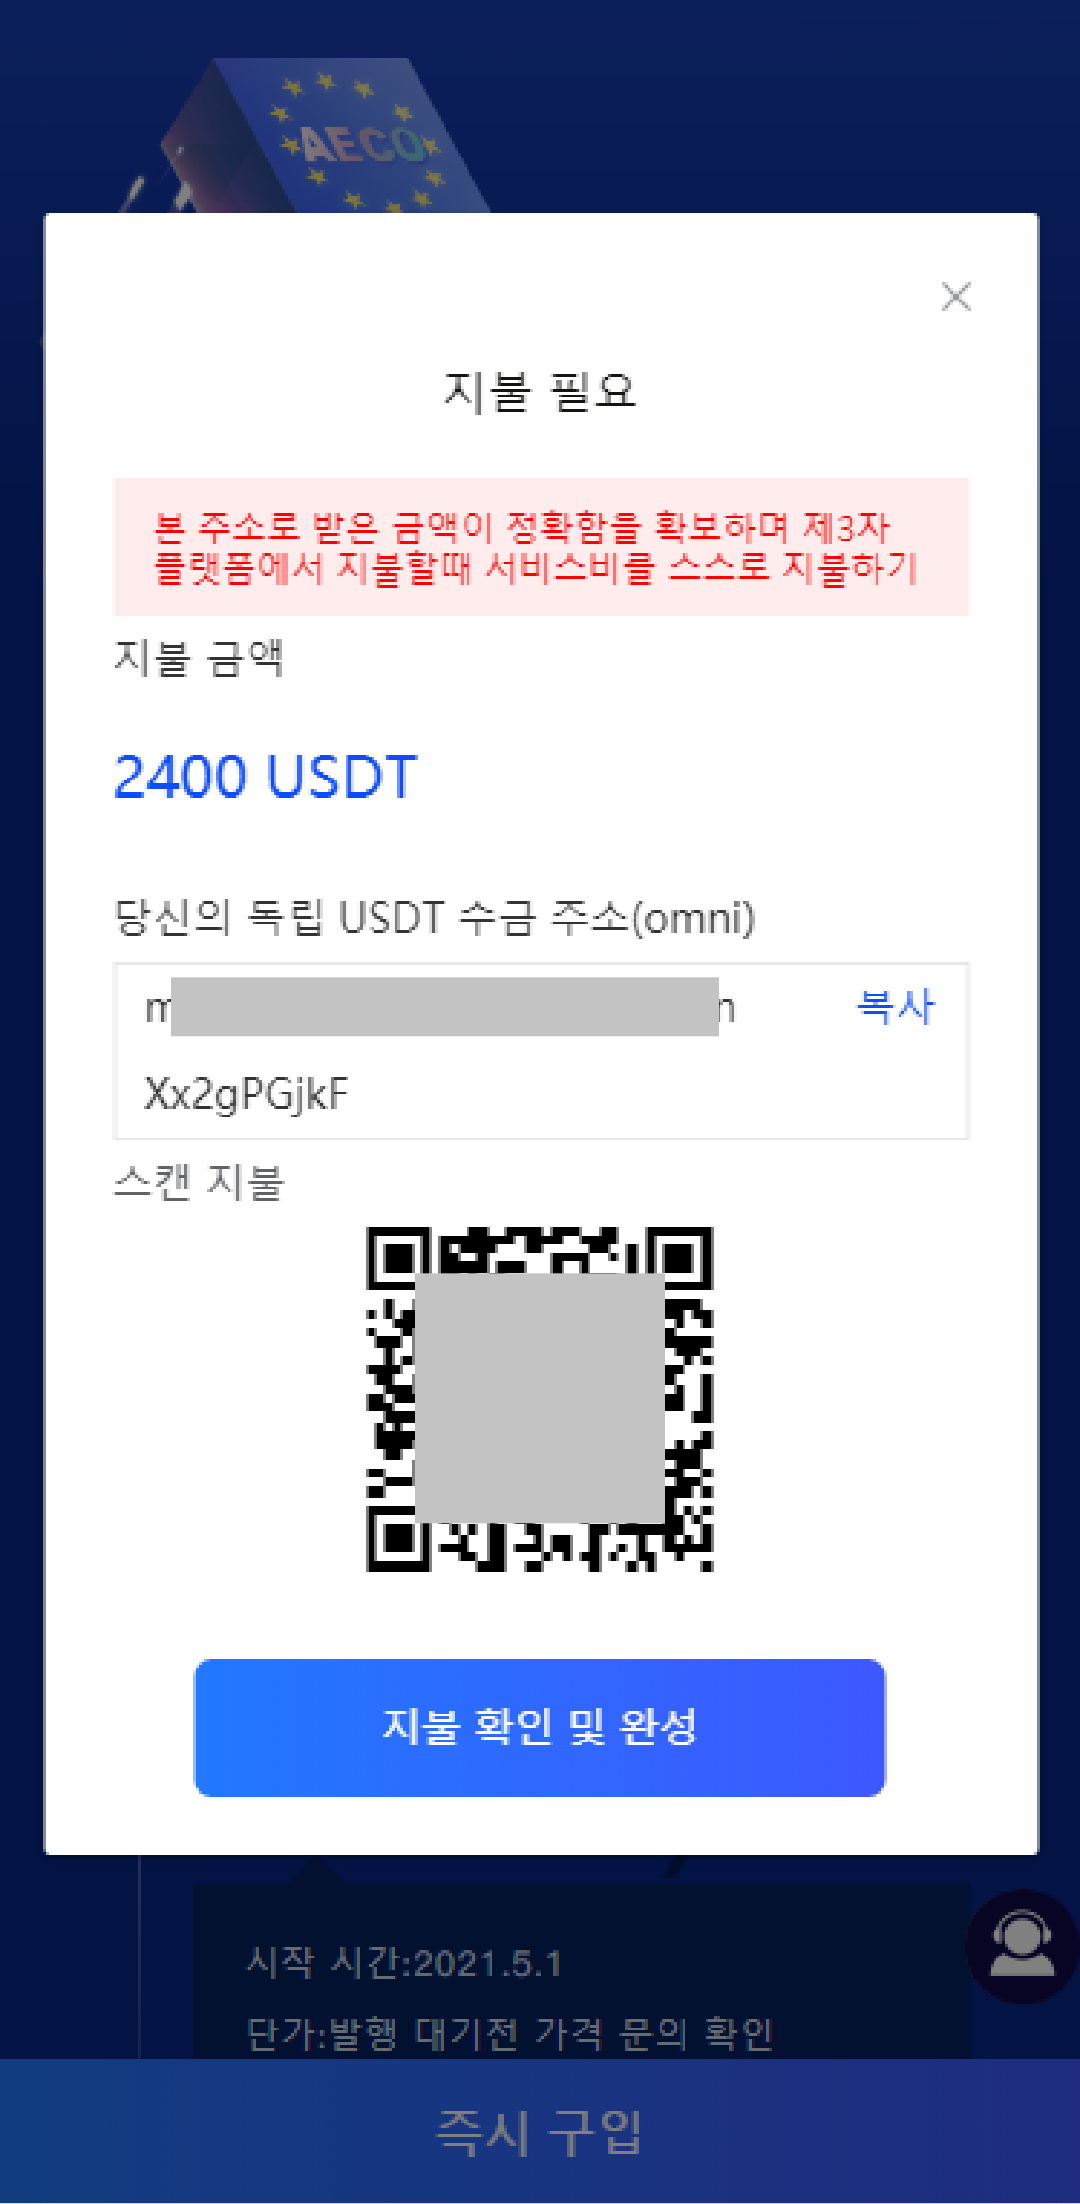 AECO
지불 필요
본 주소로 받은 금액이 정확함을 확보하며 제3자
플랫폼에서 지불할때 서비스비를 스스로 지불하기
지불 금액
2400 USDT
당신의 독립 USDT 수금 주소(omni)
복사
Xx2gPGjkF
스캔 지불
지불 확인 및 완성
시작 시간:2021.5.1
단가:발행 대기전 가격 문의 확인
즉시 구입